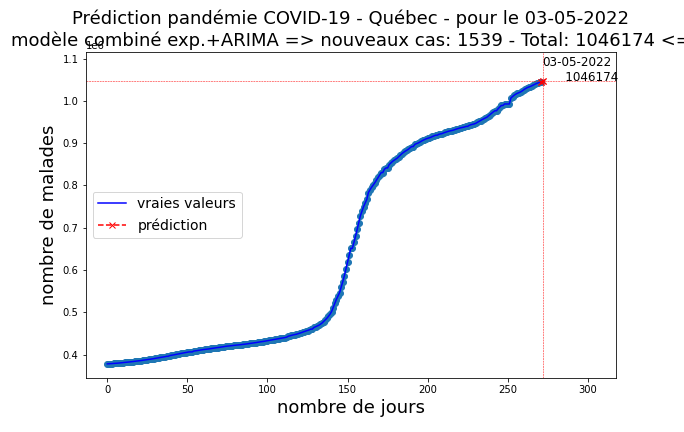 Prédiction pandémie COVID-19 - Québec - pour le 03-05-2022
modèle combiné exp.+ARIMA => nouveaux cas: 1539 - Total: 1046174 <=
1e6
03-05-2022
1046174
1.1
1.0
0.9
0.8
0.7
0.6
0.5
0.4
nombre de malades
vraies valeurs
prédiction
0 50 100 150 200 250 300
nombre de jours